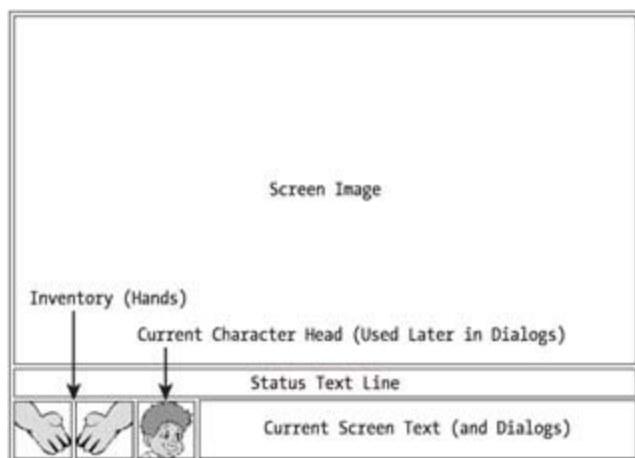 Screen Image
Inventory (Hands)
Current Character Head (Used Later in Dialogs)
Status Text Line
Current Screen Text (and Dialogs)